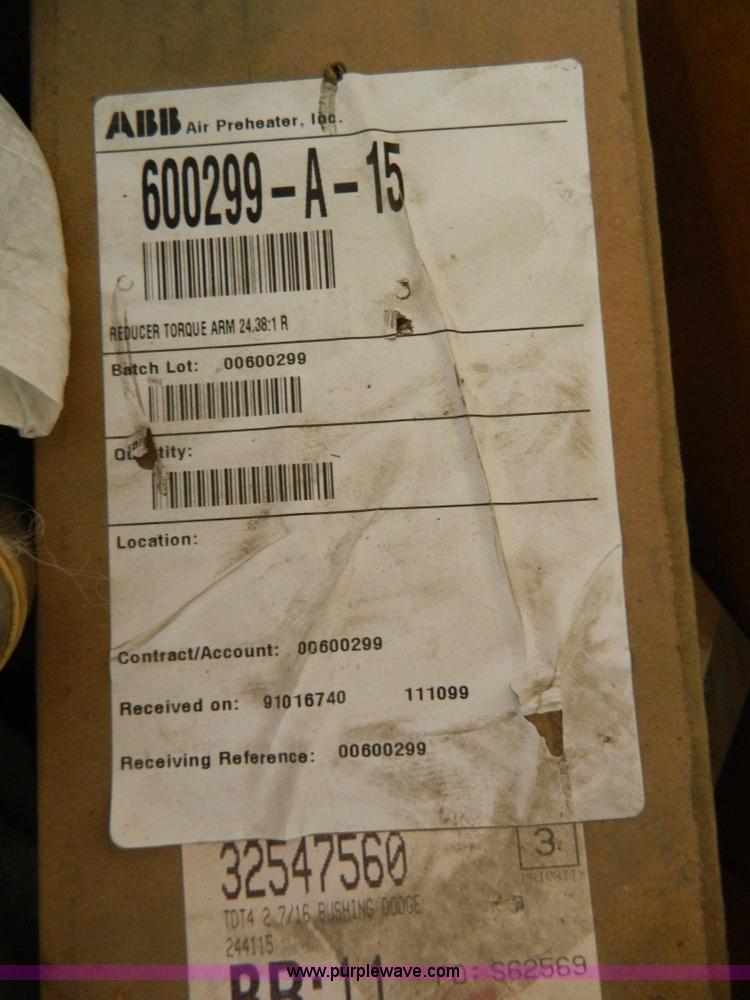 ABB Air Preheater, Inc.
600299-A-15
REDUCER TORQUE ARM 24.38:1 R
Batch Lot: 00600299
Quantity:
Location:
Contract/Account: 00600299
Received on: 91016740 111099
Receiving Reference: 00600299
32547560
3
PRIORITY
TDT4 2 7/16 BUSHING DODGE
244115
PO: S62569
www.purplewave.com